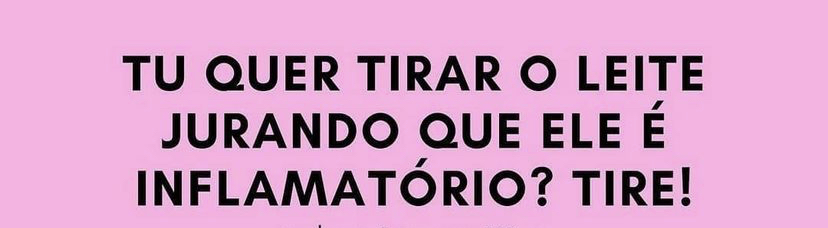 TU QUER TIRAR O LEITE
JURANDO QUE ELE É
INFLAMATÓRIO? TIRE!